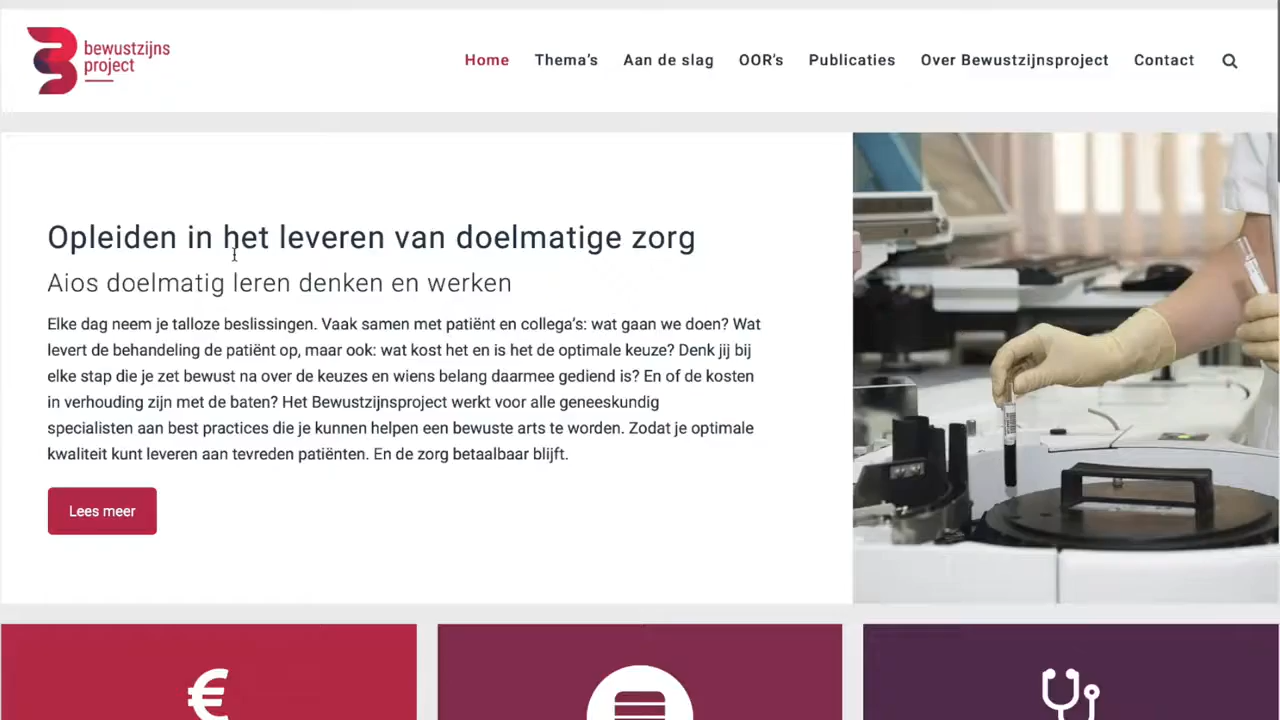 bewustzijns
project
Home Thema's Aan de slag OOR's Publicaties Over Bewustzijnsproject Contact
Opleiden in het leveren van doelmatige zorg
Aios doelmatig leren denken en werken
Elke dag neem je talloze beslissingen. Vaak samen met patiënt en collega's: wat gaan we doen? Wat
levert de behandeling de patiënt op, maar ook: wat kost het en is het de optimale keuze? Denk jij bij
elke stap die je zet bewust na over de keuzes en wiens belang daarmee gediend is? En of de kosten
in verhouding zijn met de baten? Het Bewustzijnsproject werkt voor alle geneeskundig
specialisten aan best practices die je kunnen helpen een bewuste arts te worden. Zodat je optimale
kwaliteit kunt leveren aan tevreden patiënten. En de zorg betaalbaar blijft.
Lees meer
€